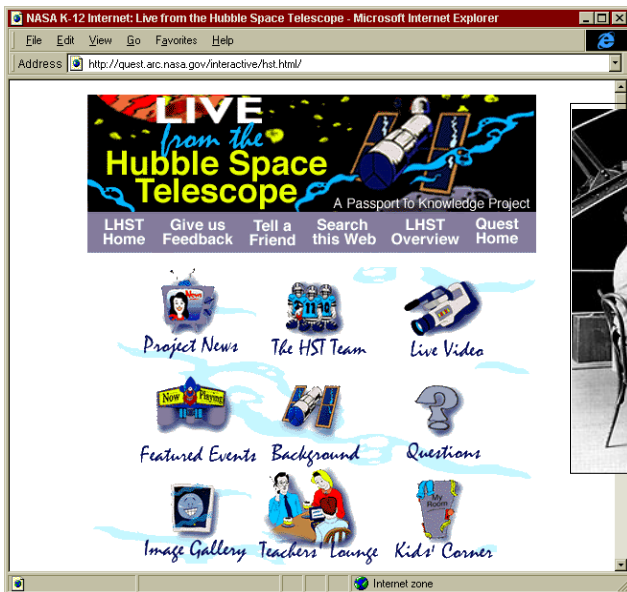 NASA K-12 Internet: Live from the Hubble Space Telescope - Microsoft Internet Explorer
File Edit View Go Favorites Help
Address http://quest.arc.nasa.gov/interactive/hst.html/
LIVE
from the
Hubble Space
Telescope
A Passport To Knowledge Project
LHST Home
Give us Feedback
Tell a Friend
Search this Web
LHST Overview
Quest Home
News
11 10
Project News
The HST Team
Live Video
Now Playing
Featured Events
Background
Questions
My Room
Image Gallery
Teachers' Lounge
Kids' Corner
Internet zone